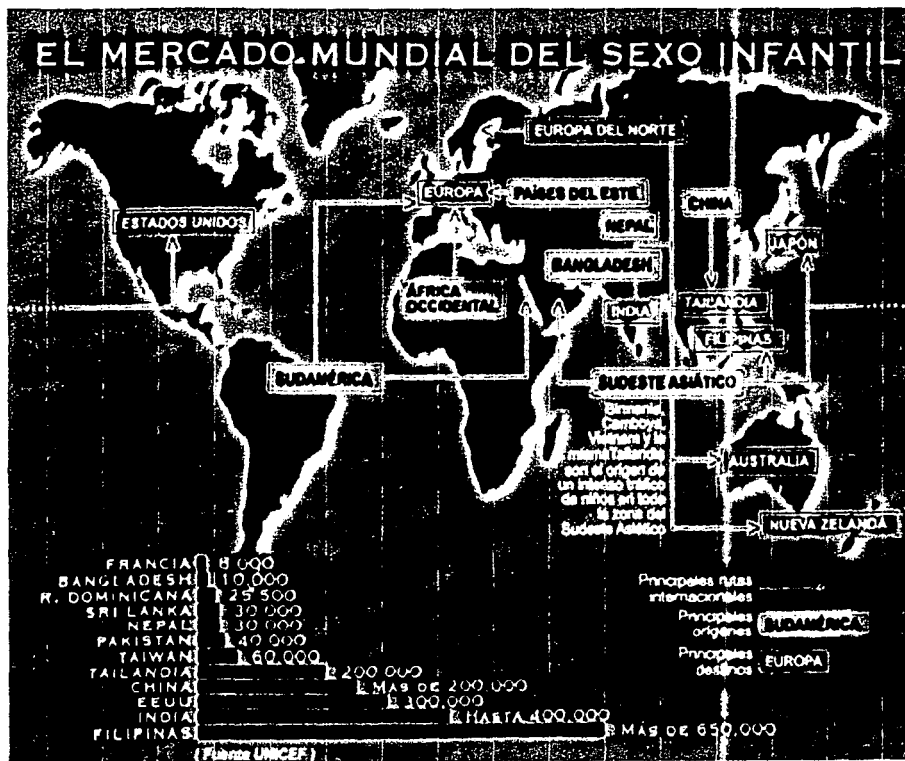 EL MERCADO MUNDIAL DEL SEXO INFANTIL
EUROPA DEL NORTE
EUROPA
PAÍSES DEL ESTE
CHINA
ESTADOS UNIDOS
NEPAL
JAPÓN
BANGLADESH
ÁFRICA
OCCIDENTAL
INDIA
TAILANDIA
FILIPINAS
SUDAMÉRICA
SUDESTE ASIÁTICO
Birmania,
Camboya,
Vietnam y la
misma Tailandia
son el origen de
un intenso tráfico
de niños en toda
la zona del
Sudeste Asiático
AUSTRALIA
NUEVA ZELANDA
FRANCIA 8.000
BANGLADESH 10.000
R. DOMINICANA 25.500
SRI LANKA 30.000
NEPAL 30.000
PAKISTAN 40.000
TAIWAN 60.000
TAILANDIA 200.000
CHINA MÁS DE 200.000
EEUU 300.000
INDIA HASTA 400.000
FILIPINAS MÁS DE 650.000
(Fuente UNICEF)
Principales rutas
internacionales
Principales
orígenes
SUDAMÉRICA
Principales
destinos
EUROPA